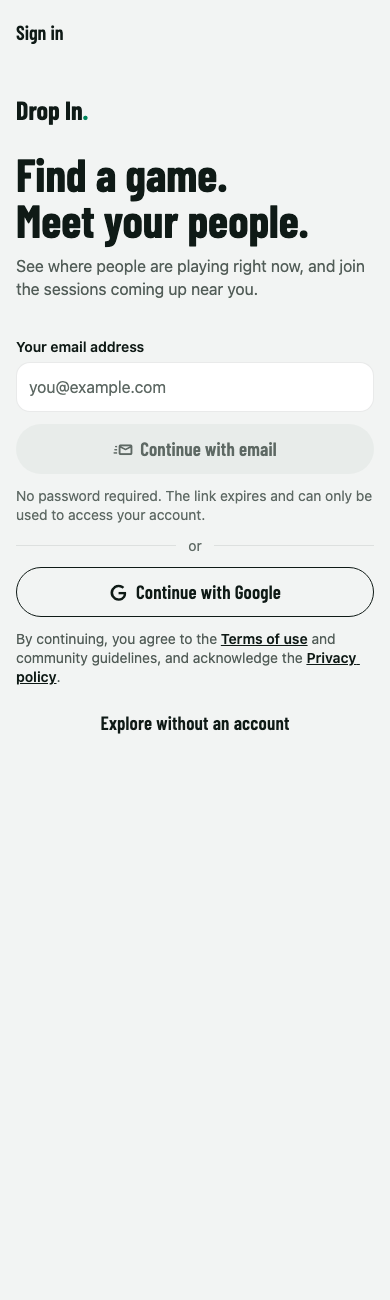 Sign in
Drop In.
Find a game.
Meet your people.
See where people are playing right now, and join
the sessions coming up near you.
Your email address
you@example.com
Continue with email
No password required. The link expires and can only be
used to access your account.
or
Continue with Google
By continuing, you agree to the Terms of use and
community guidelines, and acknowledge the Privacy
policy.
Explore without an account